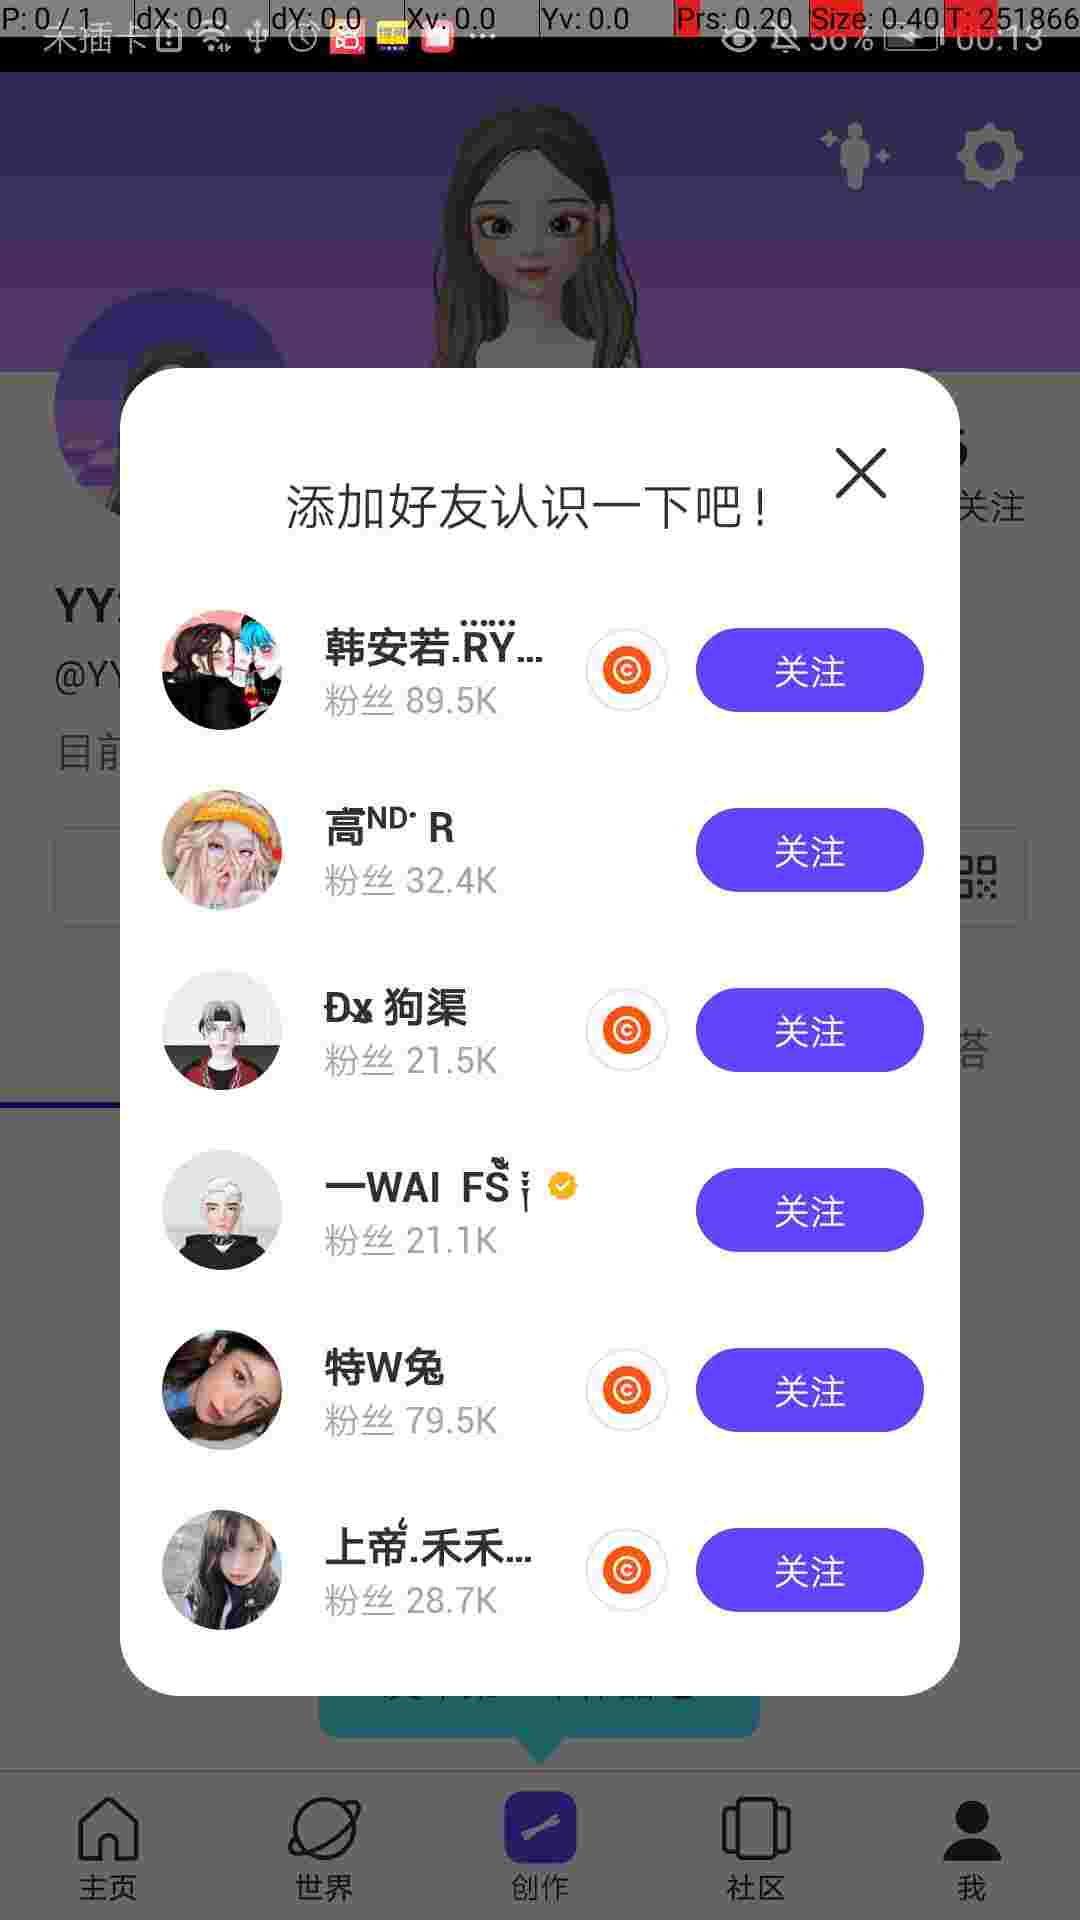 P: 0 / 1 dX: 0.0 dY: 0.0 Xv: 0.0 Yv: 0.0 Prs: 0.20 Size: 0.40 T: 251866
未插卡 56% 00:13
添加好友认识一下吧!
关注
YY
@YY
目前
韩安若.RY...
粉丝 89.5K
关注
高ᴺᴰ· R
粉丝 32.4K
关注
狗渠
粉丝 21.5K
关注
一WAI FS
粉丝 21.1K
关注
特W兔
粉丝 79.5K
关注
上帝.禾禾...
粉丝 28.7K
关注
主页 世界 创作 社区 我